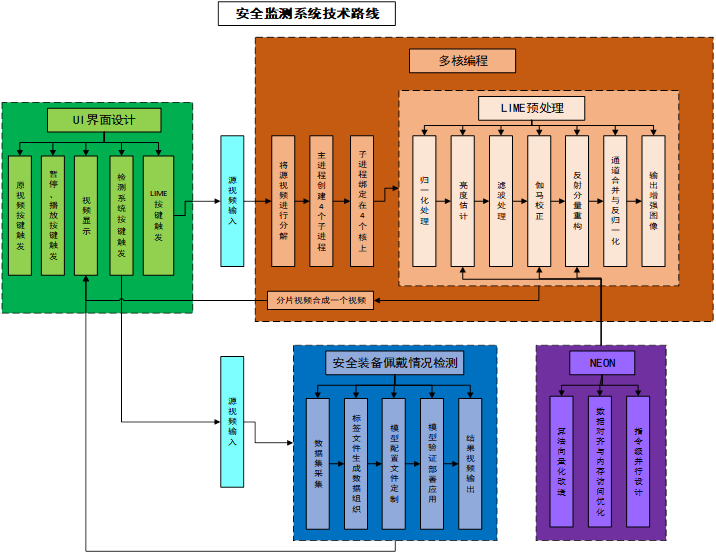 安全监测系统技术路线
多核编程
UI界面设计
LIME预处理
原视频按键触发
暂停、播放按键触发
视频显示
检测系统按键触发
LIME按键触发
源视频输入
将源视频进行分解
主进程创建4个子进程
子进程绑定在4个核上
归一化处理
亮度估计
滤波处理
伽马校正
反射分量重构
通道合并与反归一化
输出增强图像
分片视频合成一个视频
源视频输入
安全装备佩戴情况检测
数据集采集
标签文件生成数据组织
模型配置文件定制
模型验证部署应用
结果视频输出
NEON
算法向量化改造
数据对齐与内存访问优化
指令级并行设计